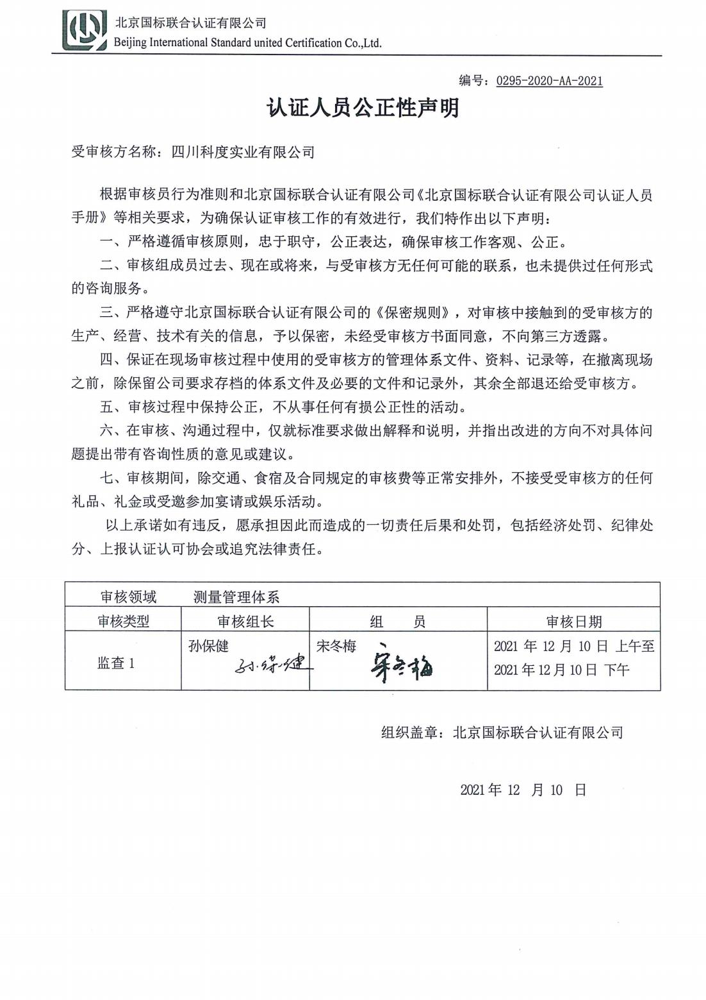 北京国标联合认证有限公司
Beijing International Standard united Certification Co.,Ltd.
编号：0295-2020-AA-2021
认证人员公正性声明
受审核方名称：四川科度实业有限公司
根据审核员行为准则和北京国标联合认证有限公司《北京国标联合认证有限公司认证人员
手册》等相关要求，为确保认证审核工作的有效进行，我们特作出以下声明：
一、严格遵循审核原则，忠于职守，公正表达，确保审核工作客观、公正。
二、审核组成员过去、现在或将来，与受审核方无任何可能的联系，也未提供过任何形式
的咨询服务。
三、严格遵守北京国标联合认证有限公司的《保密规则》，对审核中接触到的受审核方的
生产、经营、技术有关的信息，予以保密，未经受审核方书面同意，不向第三方透露。
四、保证在现场审核过程中使用的受审核方的管理体系文件、资料、记录等，在撤离现场
之前，除保留公司要求存档的体系文件及必要的文件和记录外，其余全部退还给受审核方。
五、审核过程中保持公正，不从事任何有损公正性的活动。
六、在审核、沟通过程中，仅就标准要求做出解释和说明，并指出改进的方向不对具体问
题提出带有咨询性质的意见或建议。
七、审核期间，除交通、食宿及合同规定的审核费等正常安排外，不接受受审核方的任何
礼品、礼金或受邀参加宴请或娱乐活动。
以上承诺如有违反，愿承担因此而造成的一切责任后果和处罚，包括经济处罚、纪律处
分、上报认证认可协会或追究法律责任。
审核领域 测量管理体系
审核类型 审核组长 组 员 审核日期
监查 1
孙保健
孙保健
宋冬梅
宋冬梅
2021 年 12 月 10 日 上午至
2021 年 12 月 10 日 下午
组织盖章：北京国标联合认证有限公司
2021 年 12 月 10 日